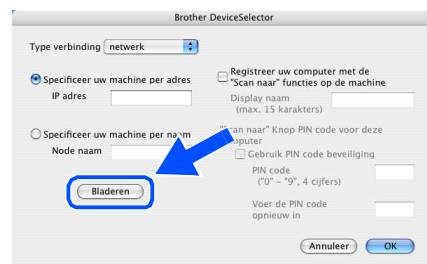 Brother DeviceSelector
Type verbinding netwerk
Specificeer uw machine per adres
IP adres
Specificeer uw machine per naam
Node naam
Bladeren
Registreer uw computer met de
"Scan naar" functies op de machine
Display naam
(max. 15 karakters)
"Scan naar" Knop PIN code voor deze
computer
Gebruik PIN code beveiliging
PIN code
("0" - "9", 4 cijfers)
Voer de PIN code
opnieuw in
Annuleer
OK